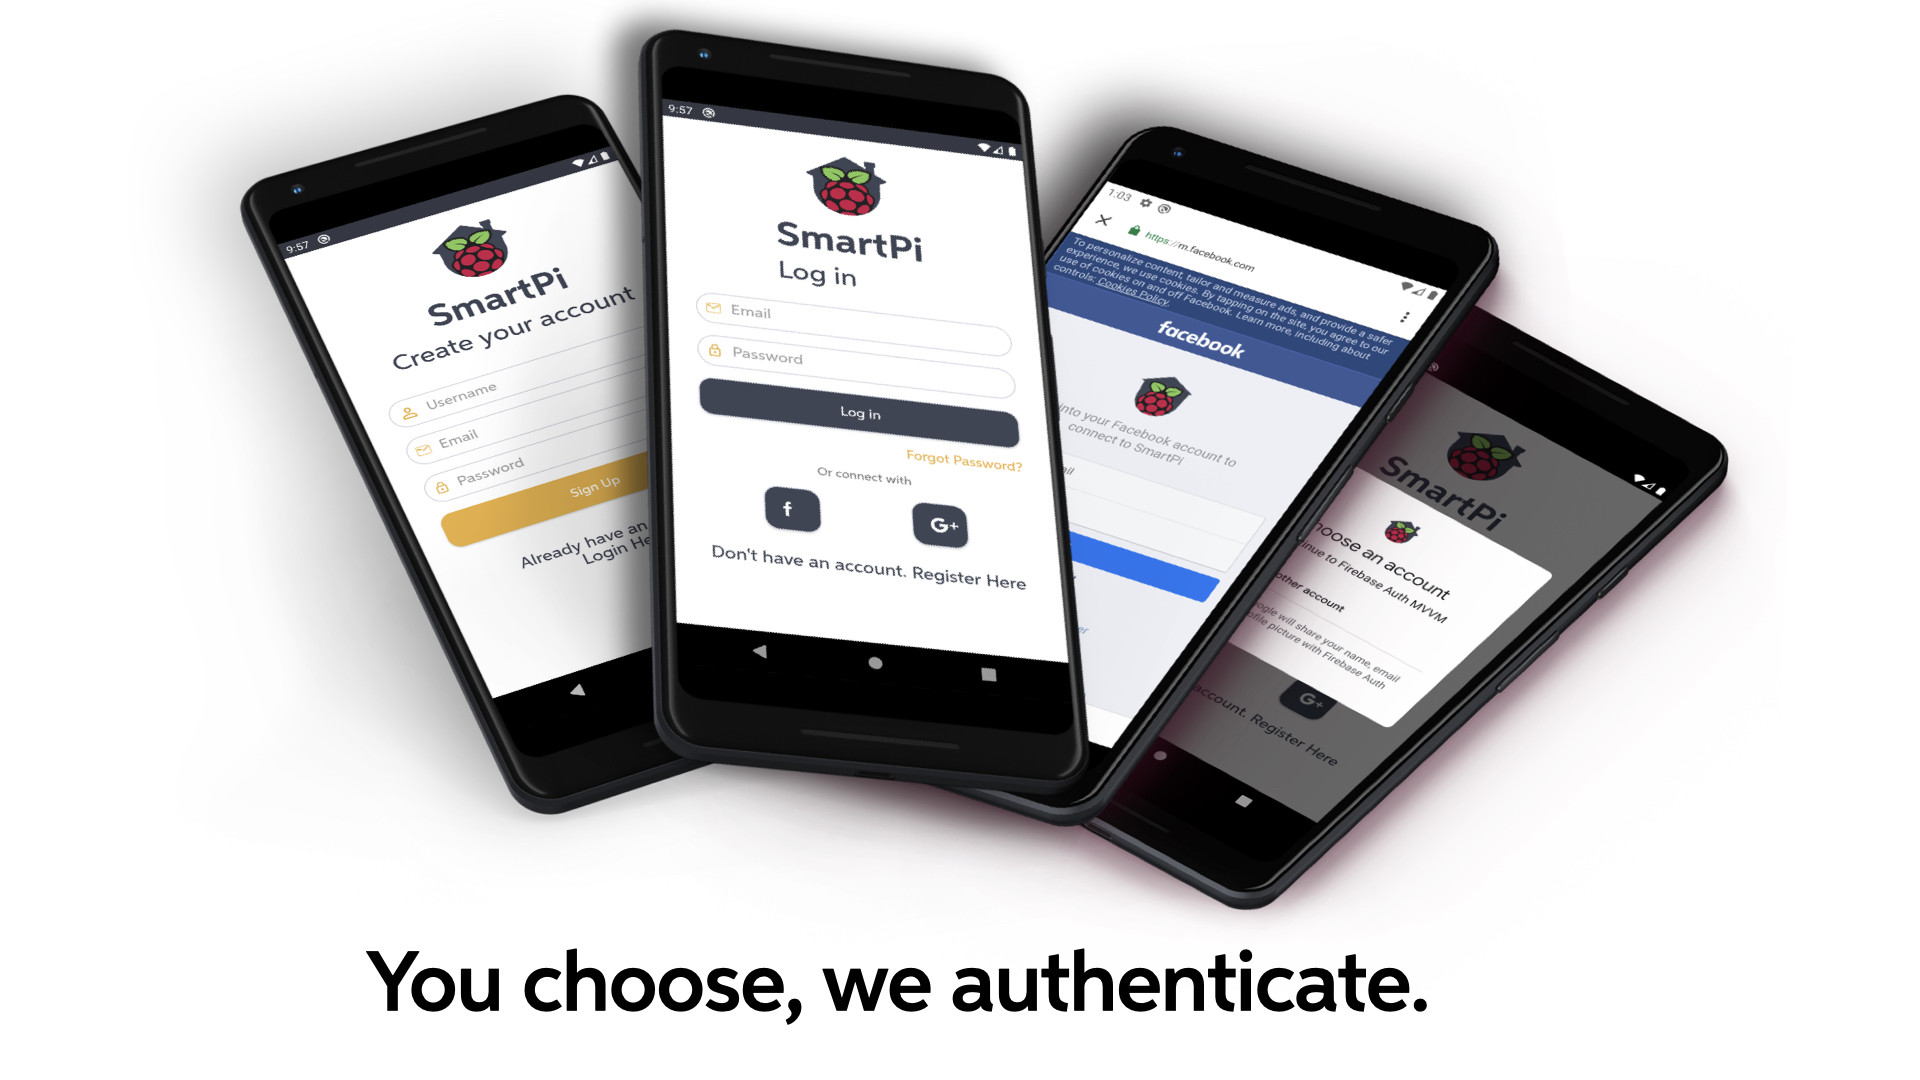 9:57
SmartPi
Create your account
Username
Email
Password
Sign Up
Already have an
Login He
9:57
SmartPi
Log in
Email
Password
Log in
Forgot Password?
Or connect with
f
G+
Don't have an account. Register Here
1:03
https://m.facebook.com
To personalize content, tailor and measure ads, and provide a safer
experience, we use cookies. By tapping on the site, you agree to our
use of cookies on and off Facebook. Learn more, including about
controls: Cookies Policy.
facebook
into your Facebook account to
connect to SmartPi
ail
er
SmartPi
hoose an account
inue to Firebase Auth MVVM
other account
ogle will share your name, email
ofile picture with Firebase Auth
G+
account. Register Here
You choose, we authenticate.